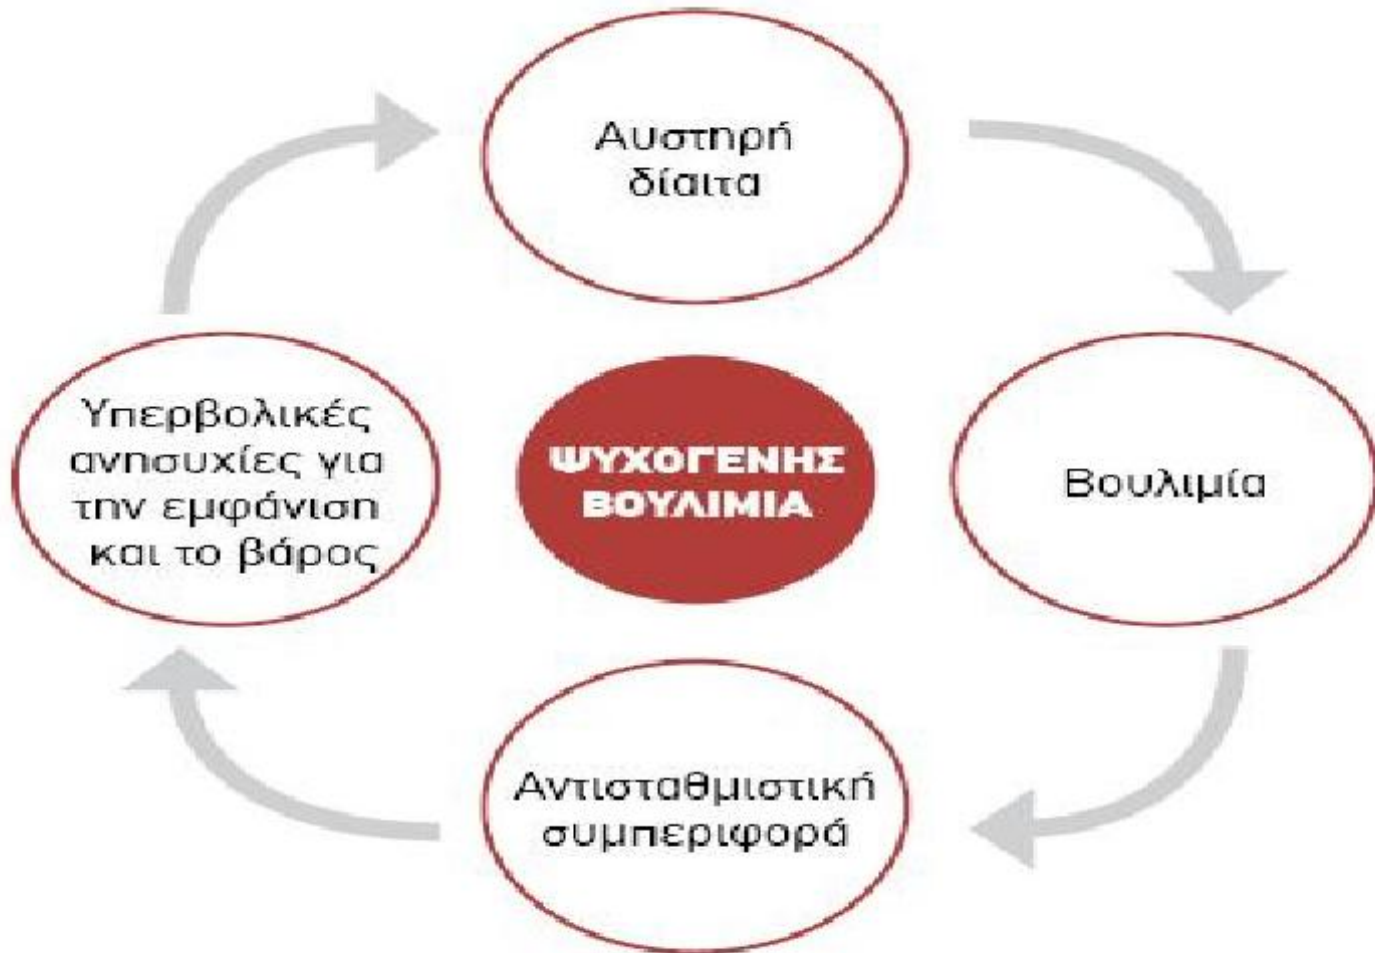 Αυστηρή
δίαιτα
Υπερβολικές
ανησυχίες για
την εμφάνιση
και το βάρος
ΨΥΧΟΓΕΝΗΣ
ΒΟΥΛΙΜΙΑ
Βουλιμία
Αντισταθμιστική
συμπεριφορά